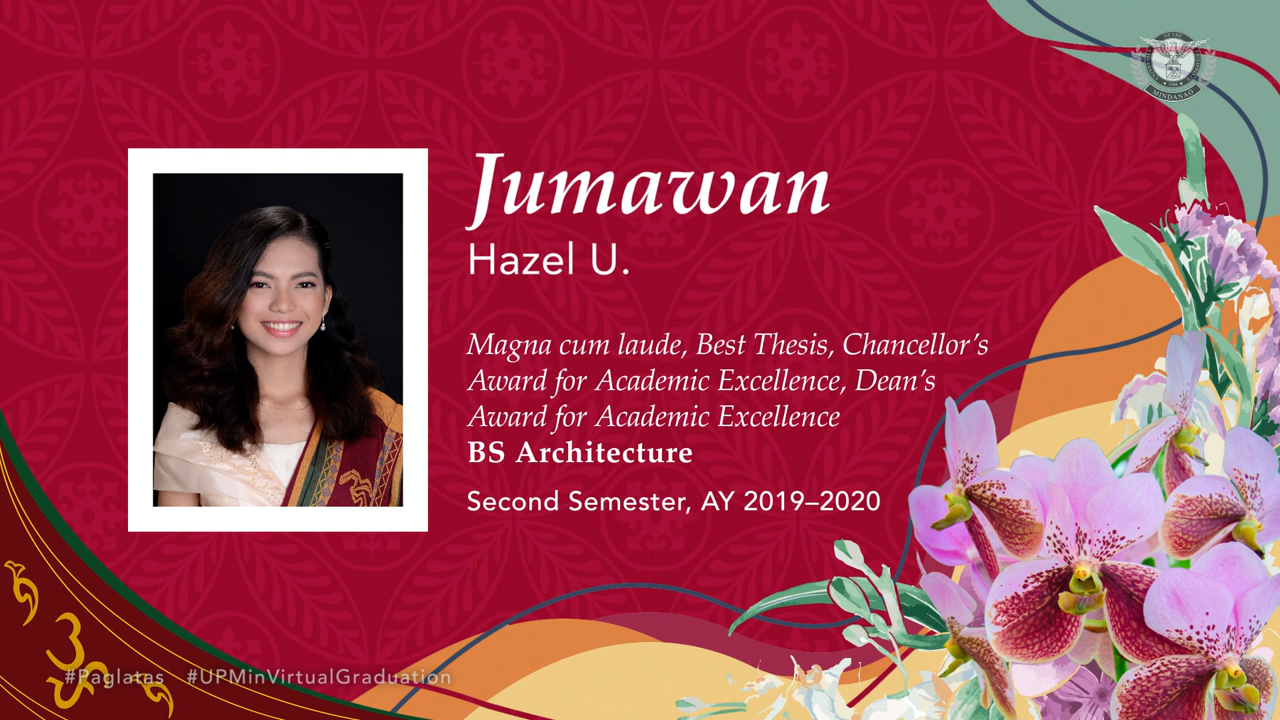 Jumawan
Hazel U.
Magna cum laude, Best Thesis, Chancellor's
Award for Academic Excellence, Dean's
Award for Academic Excellence
BS Architecture
Second Semester, AY 2019–2020
MINDANAO
#Paglatas #UPMinVirtualGraduation